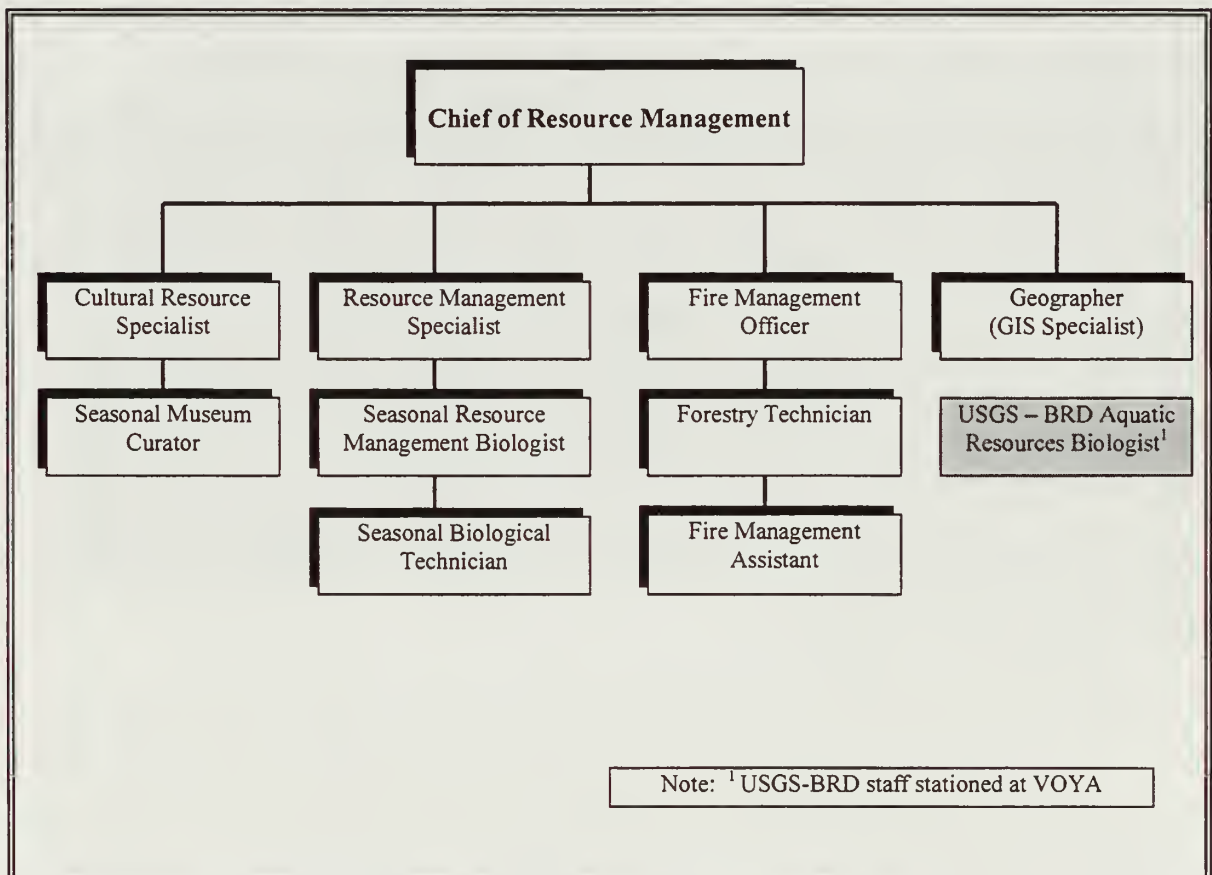 Chief of Resource Management
Cultural Resource
Specialist
Resource Management
Specialist
Fire Management
Officer
Geographer
(GIS Specialist)
Seasonal Museum
Curator
Seasonal Resource
Management Biologist
Forestry Technician
USGS – BRD Aquatic
Resources Biologist¹
Seasonal Biological
Technician
Fire Management
Assistant
Note: ¹ USGS-BRD staff stationed at VOYA